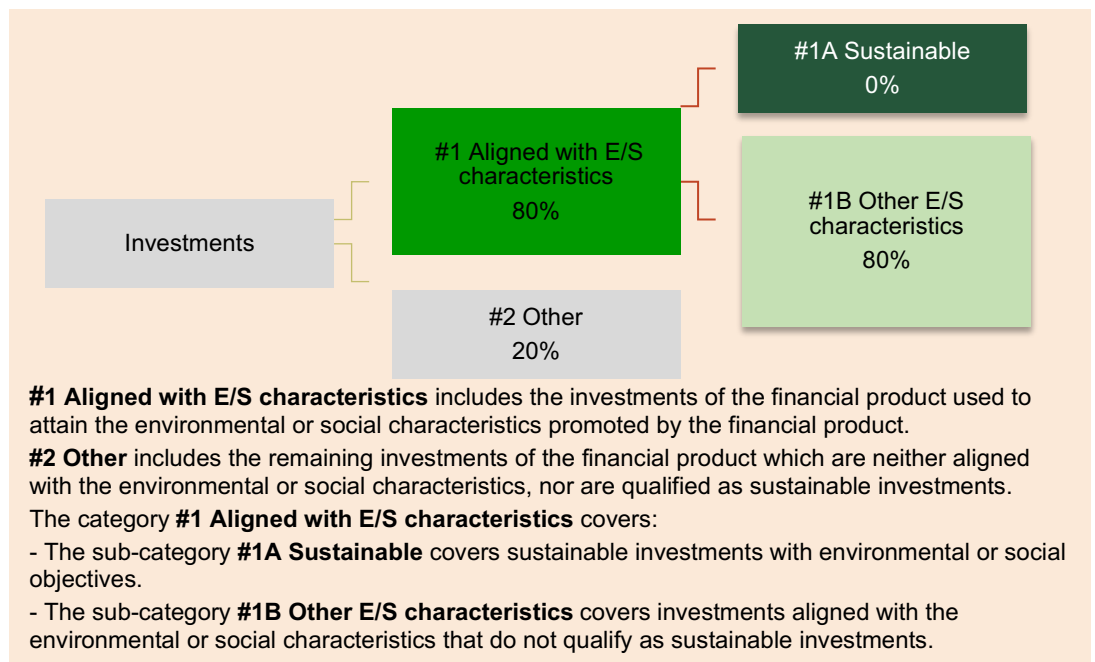 #1A Sustainable
0%
#1 Aligned with E/S
characteristics
80%
#1B Other E/S
characteristics
80%
Investments
#2 Other
20%
#1 Aligned with E/S characteristics includes the investments of the financial product used to
attain the environmental or social characteristics promoted by the financial product.
#2 Other includes the remaining investments of the financial product which are neither aligned
with the environmental or social characteristics, nor are qualified as sustainable investments.
The category #1 Aligned with E/S characteristics covers:
- The sub-category #1A Sustainable covers sustainable investments with environmental or social
objectives.
- The sub-category #1B Other E/S characteristics covers investments aligned with the
environmental or social characteristics that do not qualify as sustainable investments.